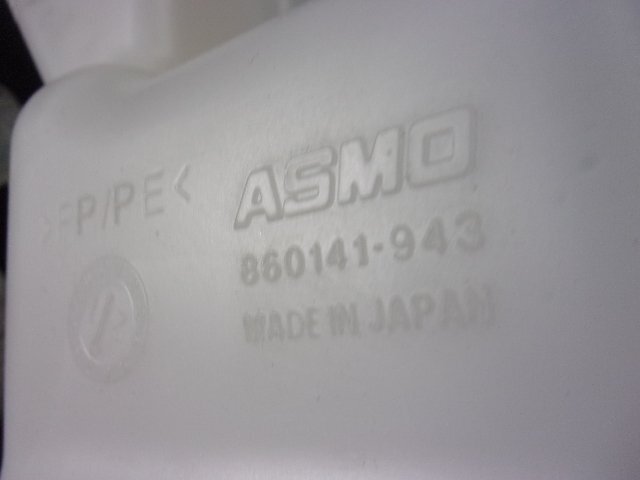 ASMO
>PP/PE<
860141-943
MADE IN JAPAN